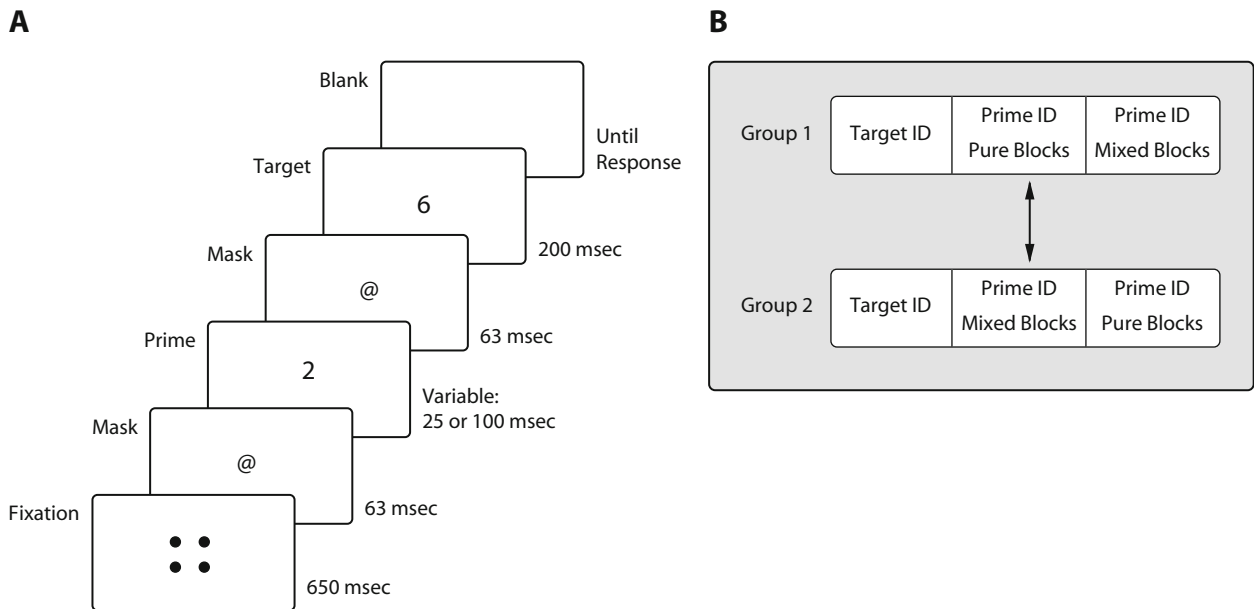 A
Blank
Until
Response
Target
6
200 msec
Mask
@
63 msec
Prime
2
Variable:
25 or 100 msec
Mask
@
63 msec
Fixation
650 msec
B
Group 1
Target ID
Prime ID
Pure Blocks
Prime ID
Mixed Blocks
Group 2
Target ID
Prime ID
Mixed Blocks
Prime ID
Pure Blocks